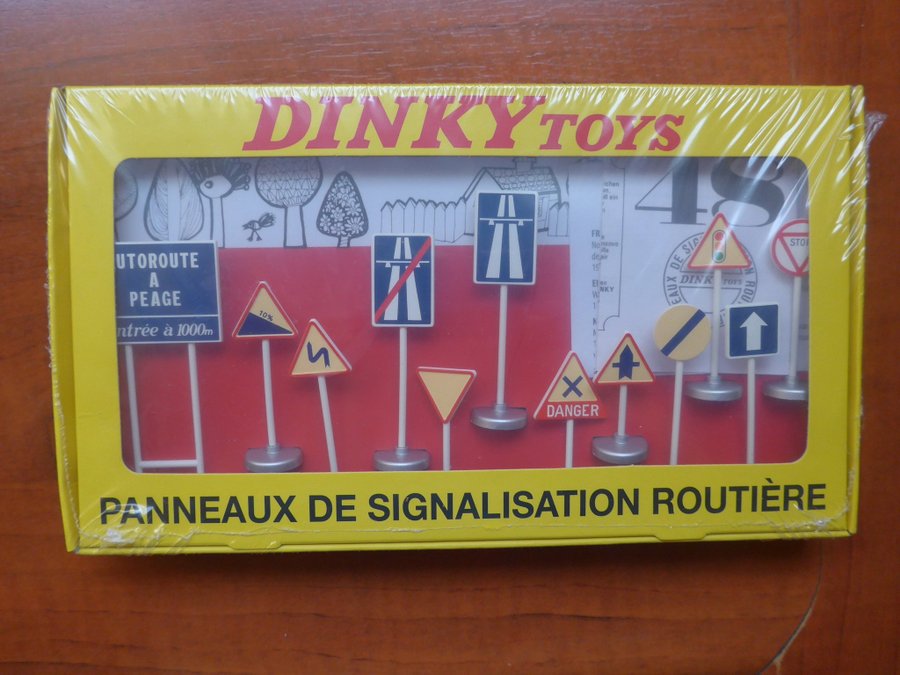 DINKY TOYS
48
UTOROUTE
A
PEAGE
ntrée à 1000m
10%
DANGER
STOP
DINKY TOYS
PANNEAUX DE SIGNALISATION ROUTIÈRE